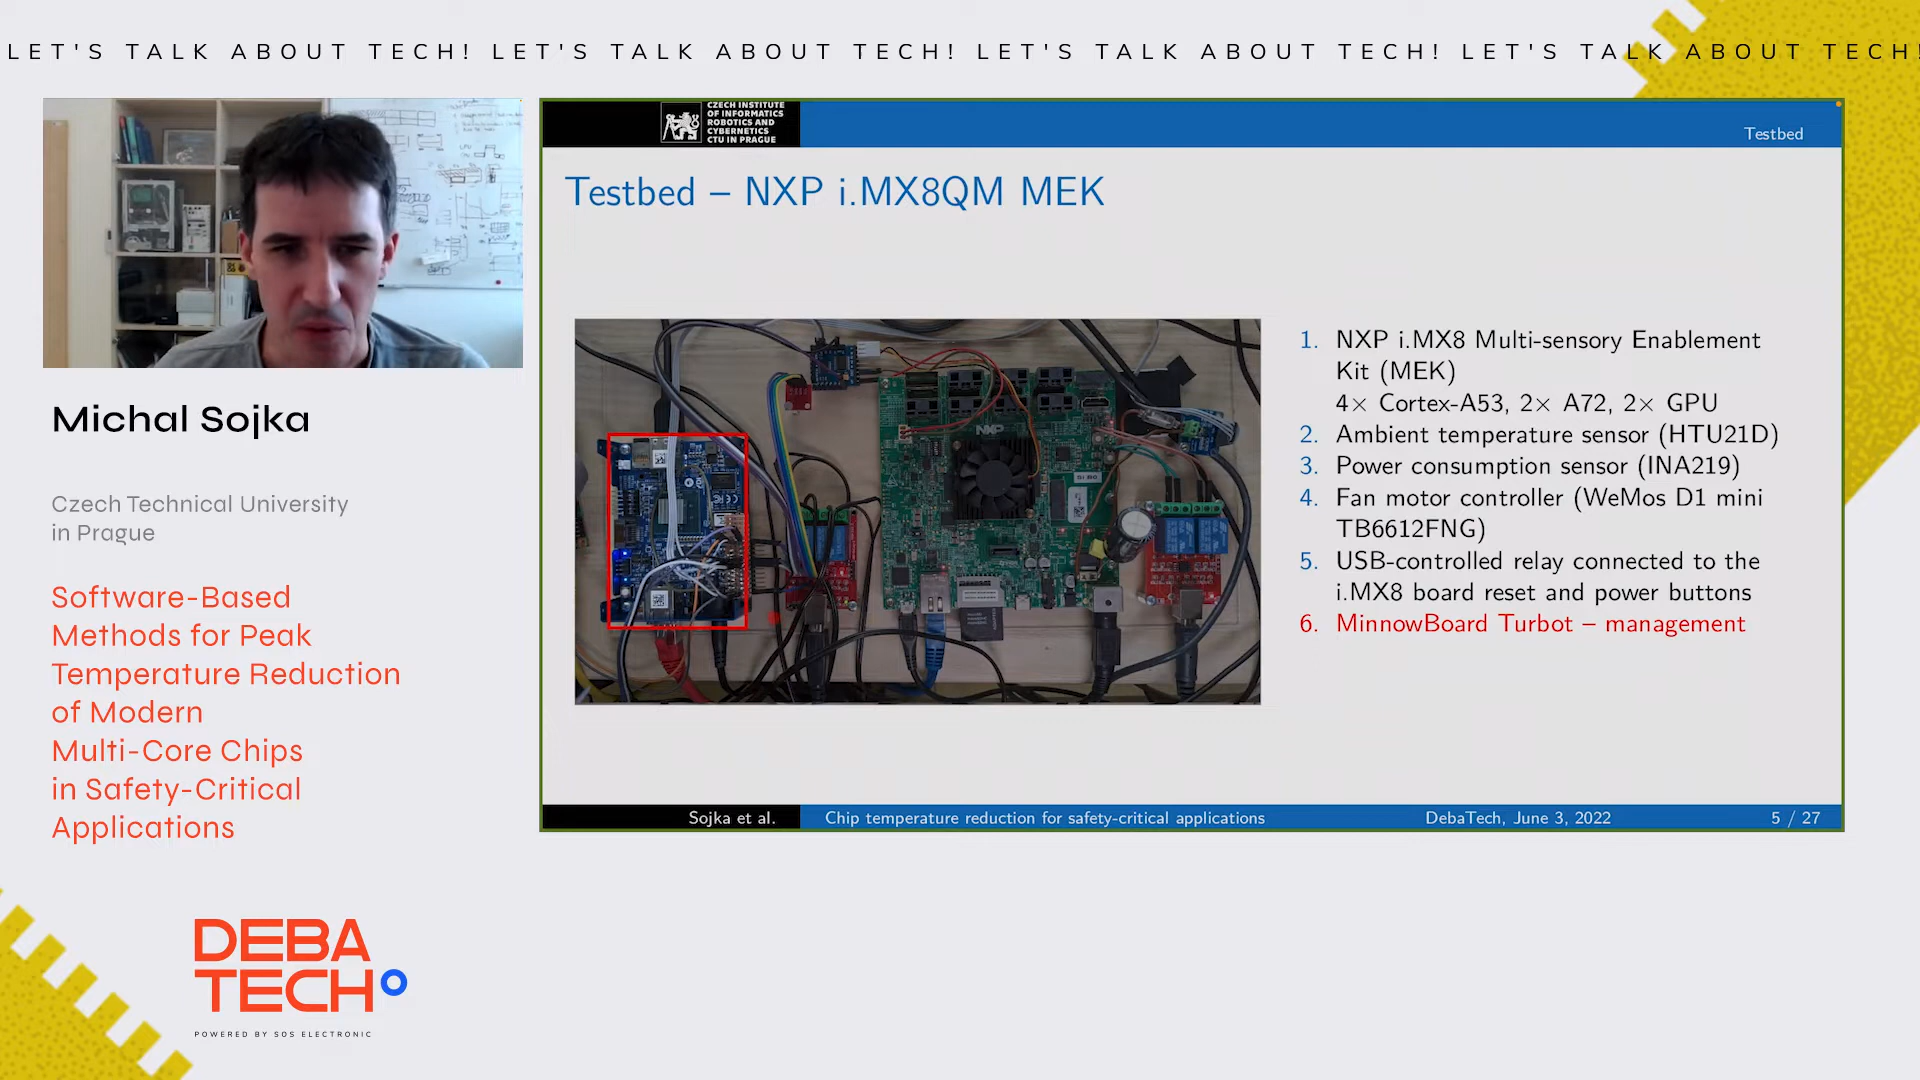 LET'S TALK ABOUT TECH! LET'S TALK ABOUT TECH! LET'S TALK ABOUT TECH! LET'S TALK ABOUT TECH!
Michal Sojka
Czech Technical University
in Prague
Software-Based
Methods for Peak
Temperature Reduction
of Modern
Multi-Core Chips
in Safety-Critical
Applications
DEBA
TECH
POWERED BY SOS ELECTRONIC
CZECH INSTITUTE
OF INFORMATICS
ROBOTICS AND
CYBERNETICS
CTU IN PRAGUE
Testbed
Testbed – NXP i.MX8QM MEK
NXP
1. NXP i.MX8 Multi-sensory Enablement
Kit (MEK)
4× Cortex-A53, 2× A72, 2× GPU
2. Ambient temperature sensor (HTU21D)
3. Power consumption sensor (INA219)
4. Fan motor controller (WeMos D1 mini
TB6612FNG)
5. USB-controlled relay connected to the
i.MX8 board reset and power buttons
6. MinnowBoard Turbot – management
Sojka et al.
Chip temperature reduction for safety-critical applications
DebaTech, June 3, 2022
5 / 27